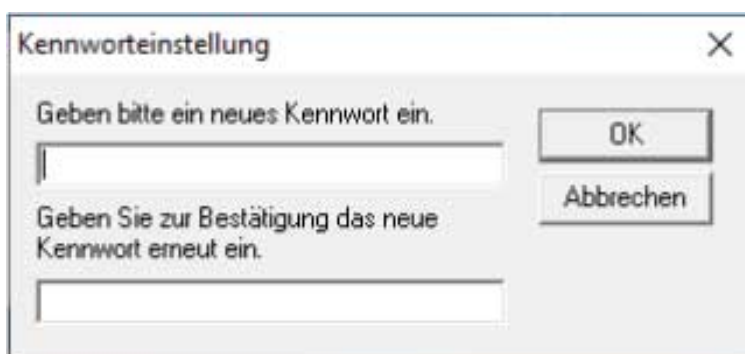 Kennworteinstellung
Geben bitte ein neues Kennwort ein.
OK
Abbrechen
Geben Sie zur Bestätigung das neue
Kennwort erneut ein.